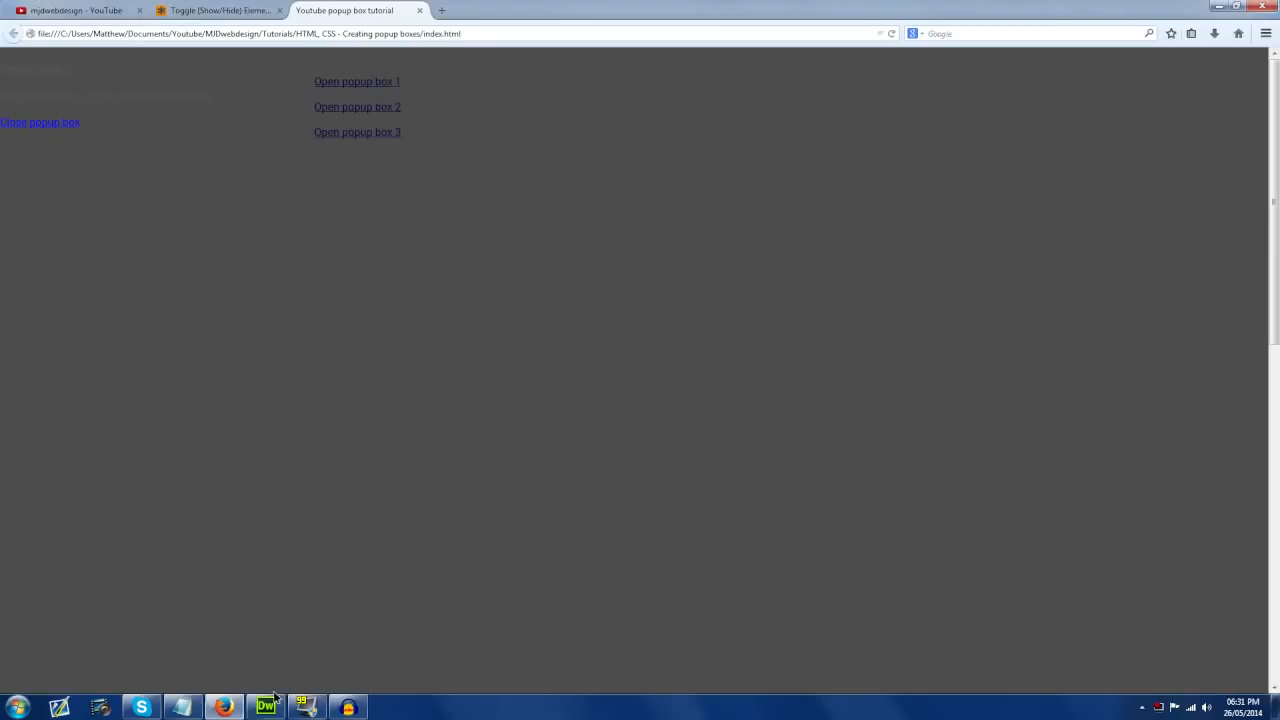 mjdwebdesign - YouTube
Toggle (Show/Hide) Eleme...
Youtube popup box tutorial
file:///C:/Users/Matthew/Documents/Youtube/MJDwebdesign/Tutorials/HTML, CSS - Creating popup boxes/index.html
Google
Open popup box 1
Open popup box 2
Close popup box
Open popup box 3
Dw
99
06:31 PM
26/05/2014